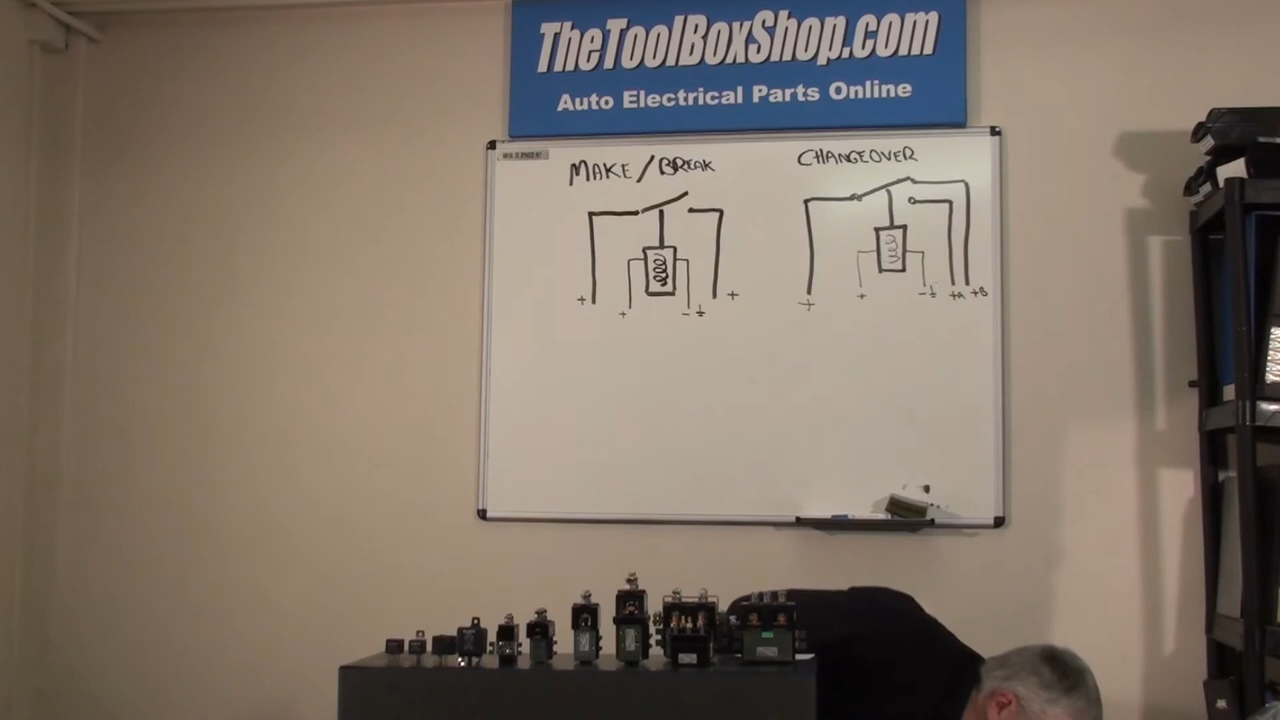 TheToolBoxShop.com
Auto Electrical Parts Online
MAKE/BREAK
CHANGEOVER
+ + - +
+ + - +A +B